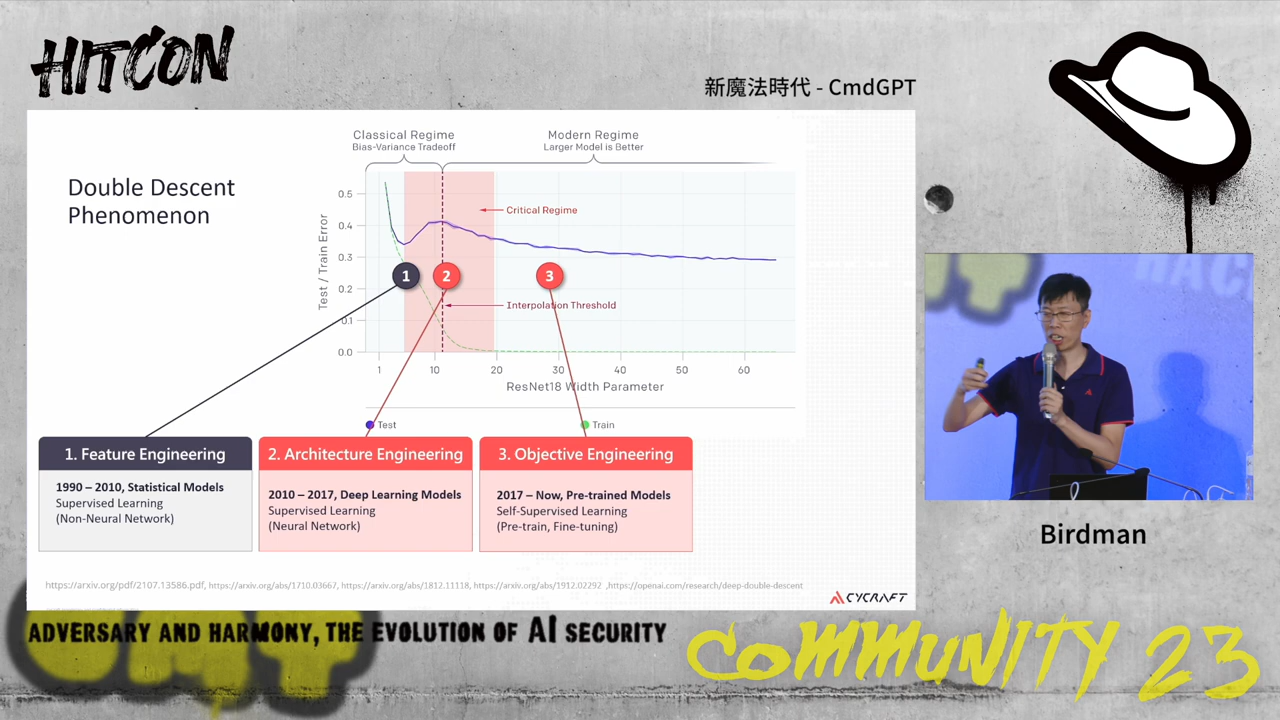 HITCON
新魔法時代 - CmdGPT
Double Descent
Phenomenon
Classical Regime
Bias-Variance Tradeoff
Modern Regime
Larger Model is Better
Test / Train Error
0.5
0.4
0.3
0.2
0.1
0.0
Critical Regime
Interpolation Threshold
1
2
3
1
10
20
30
40
50
60
ResNet18 Width Parameter
Test
Train
1. Feature Engineering
1990 – 2010, Statistical Models
Supervised Learning
(Non-Neural Network)
2. Architecture Engineering
2010 – 2017, Deep Learning Models
Supervised Learning
(Neural Network)
3. Objective Engineering
2017 – Now, Pre-trained Models
Self-Supervised Learning
(Pre-train, Fine-tuning)
https://arxiv.org/pdf/2107.13586.pdf, https://arxiv.org/abs/1710.03667, https://arxiv.org/abs/1812.11118, https://arxiv.org/abs/1912.02292 ,https://openai.com/research/deep-double-descent
CYCRAFT
Birdman
ADVERSARY AND HARMONY, THE EVOLUTION OF AI SECURITY
COMMUNITY 23